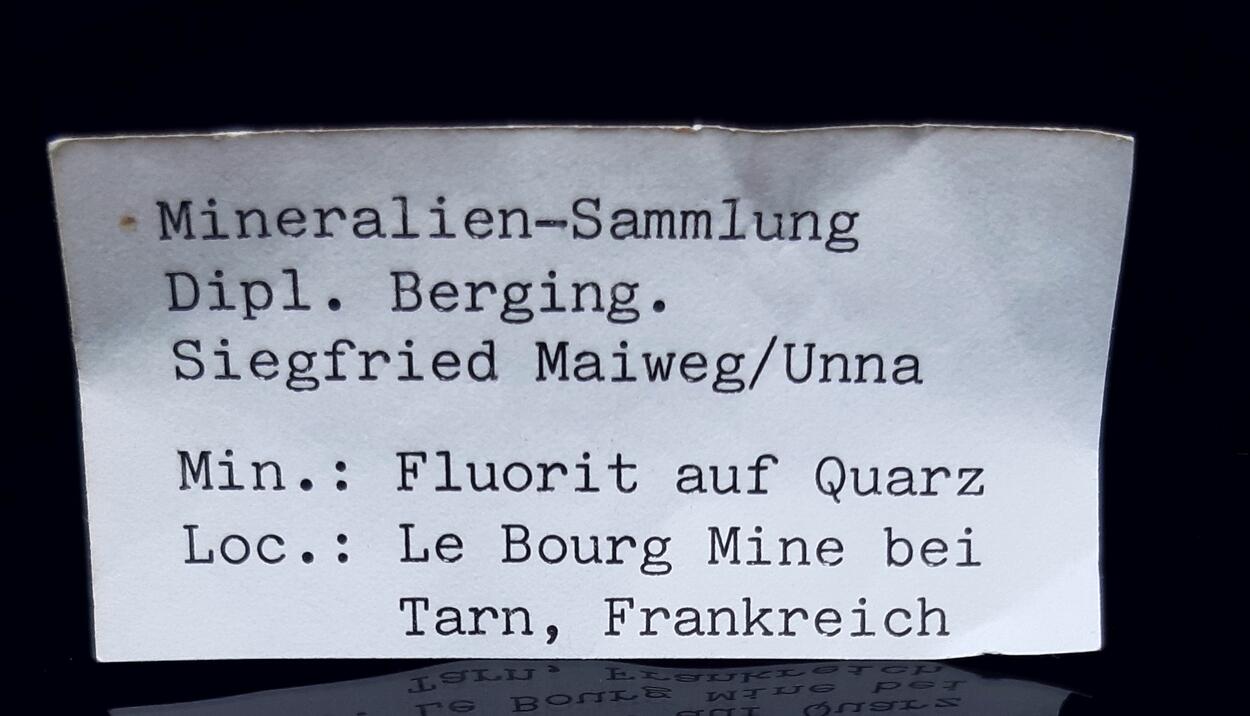 Mineralien-Sammlung
Dipl. Berging.
Siegfried Maiweg/Unna
Min.: Fluorit auf Quarz
Loc.: Le Bourg Mine bei
Tarn, Frankreich